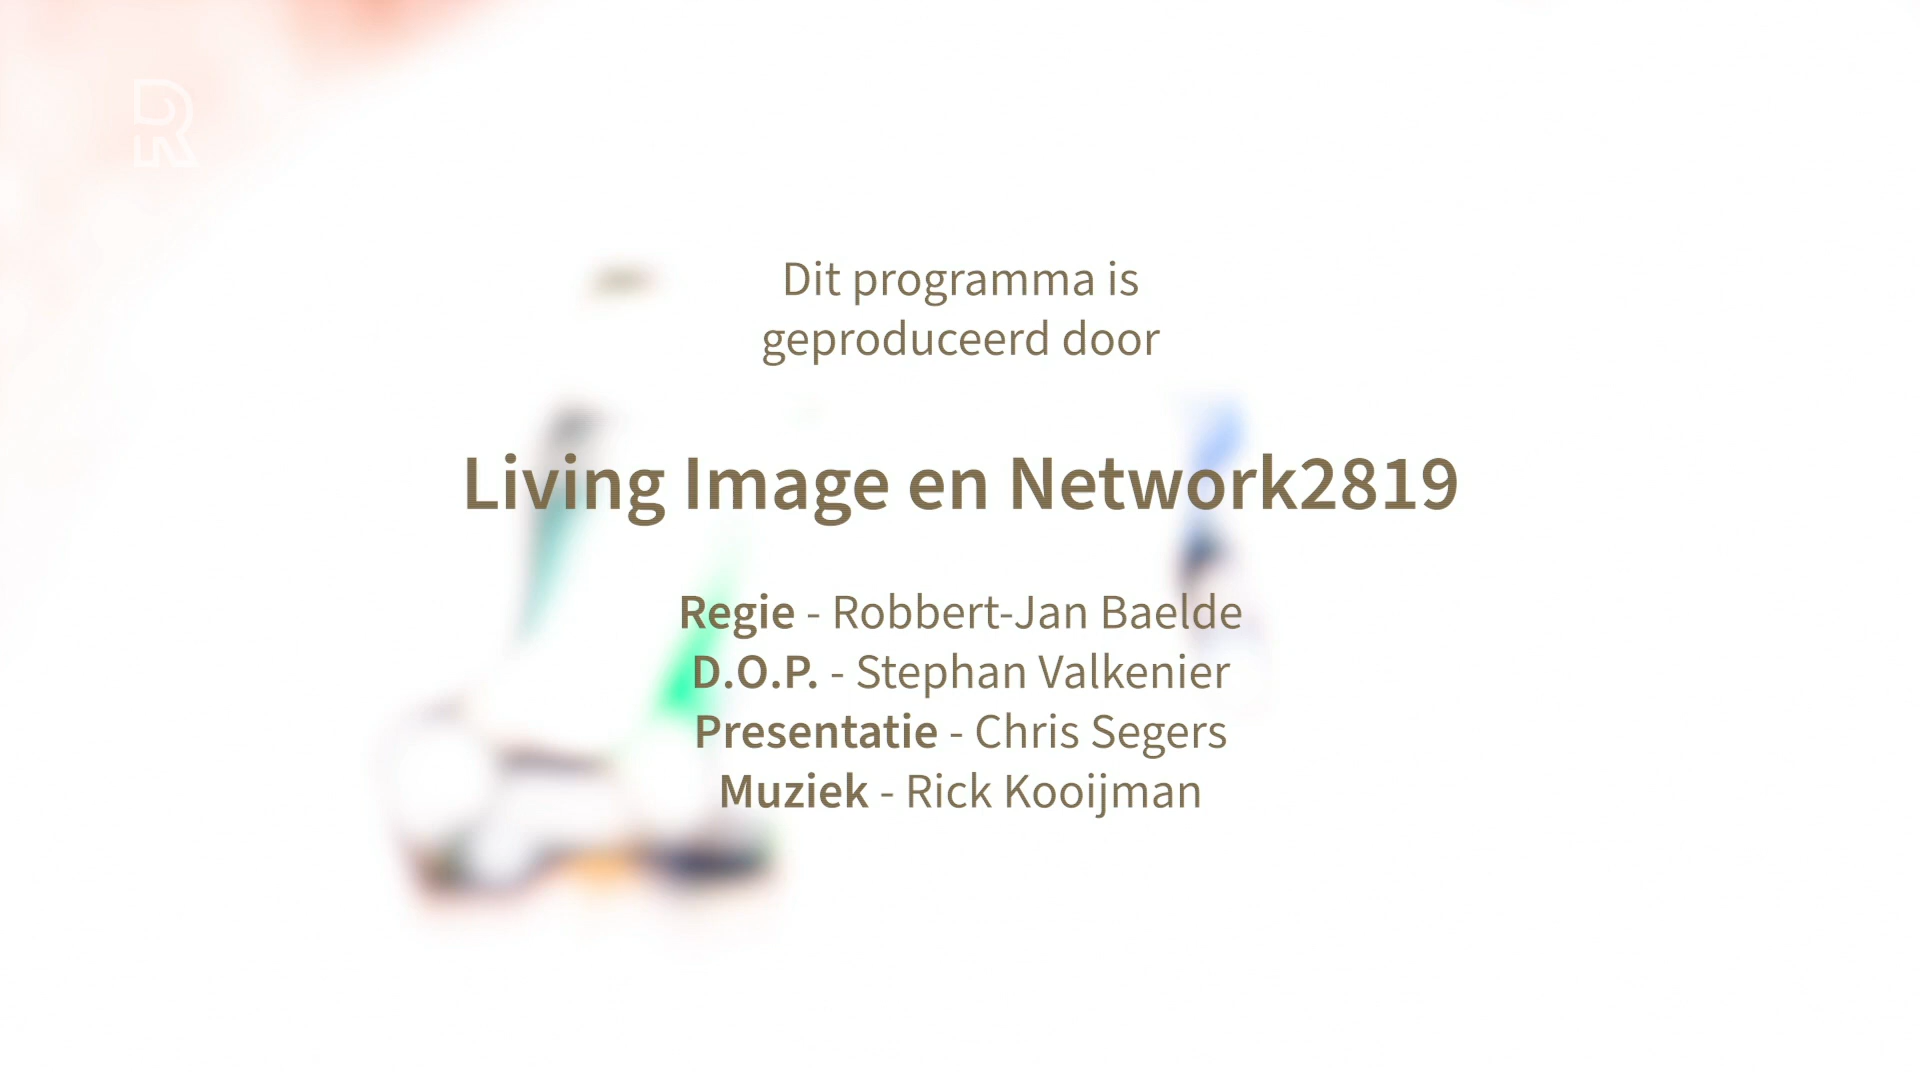 R
Dit programma is
geproduceerd door
Living Image en Network2819
Regie - Robbert-Jan Baelde
D.O.P. - Stephan Valkenier
Presentatie - Chris Segers
Muziek - Rick Kooijman